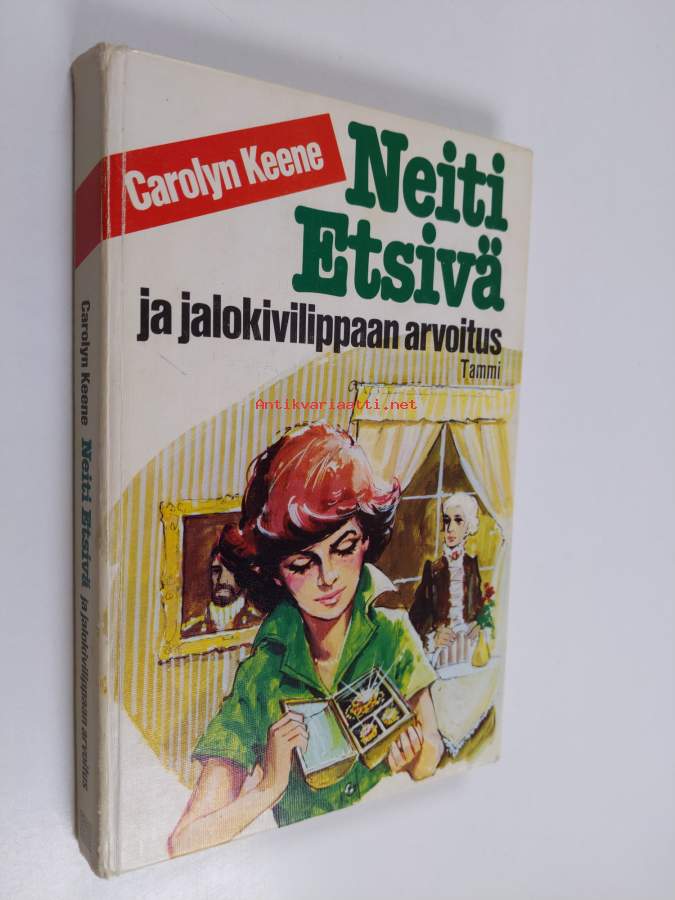 Carolyn Keene
Neiti
Etsivä
ja jalokivilippaan arvoitus
Tammi
Antikvariaatti.net
Carolyn Keene Neiti Etsivä ja jalokivilippaan arvoitus